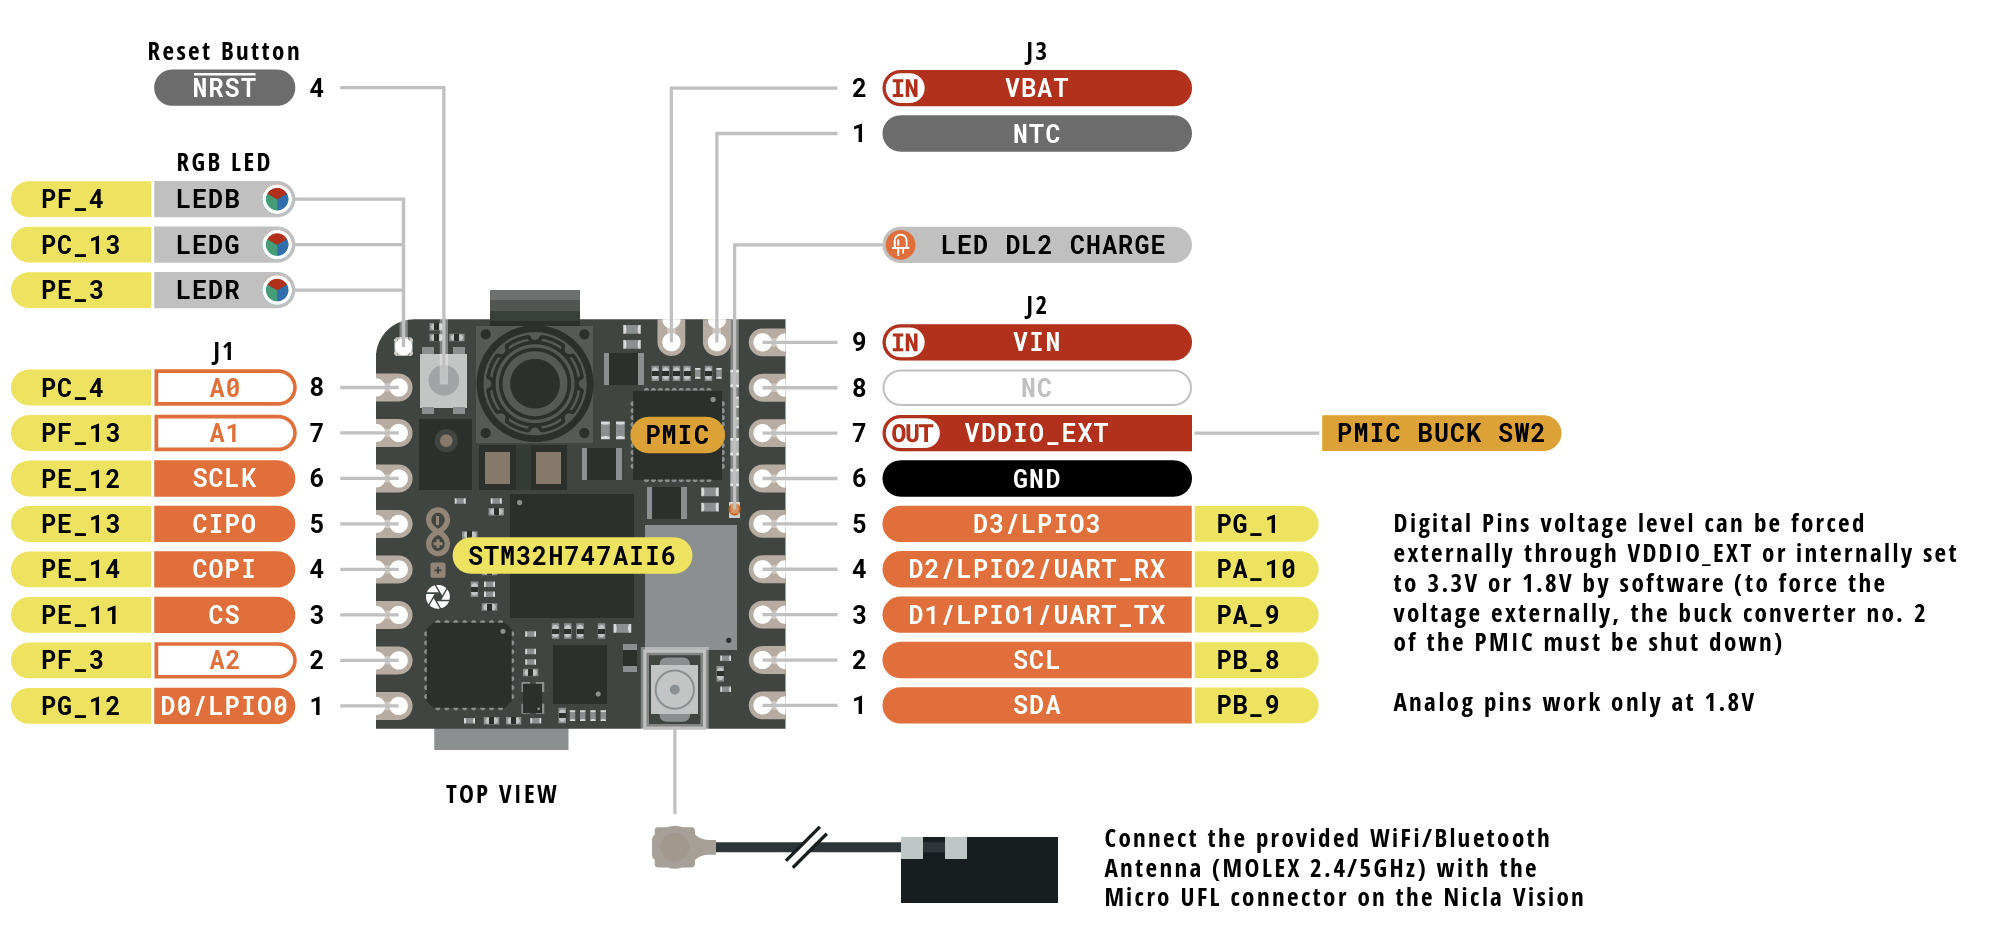 Reset Button
NRST 4
RGB LED
PF_4 LEDB
PC_13 LEDG
PE_3 LEDR
J1
PC_4 A0 8
PF_13 A1 7
PE_12 SCLK 6
PE_13 CIPO 5
PE_14 COPI 4
PE_11 CS 3
PF_3 A2 2
PG_12 D0/LPIO0 1
PMIC
STM32H747AII6
TOP VIEW
J3
2 IN VBAT
1 NTC
LED DL2 CHARGE
J2
9 IN VIN
8 NC
7 OUT VDDIO_EXT PMIC BUCK SW2
6 GND
5 D3/LPIO3 PG_1
4 D2/LPIO2/UART_RX PA_10
3 D1/LPIO1/UART_TX PA_9
2 SCL PB_8
1 SDA PB_9
Digital Pins voltage level can be forced
externally through VDDIO_EXT or internally set
to 3.3V or 1.8V by software (to force the
voltage externally, the buck converter no. 2
of the PMIC must be shut down)
Analog pins work only at 1.8V
Connect the provided WiFi/Bluetooth
Antenna (MOLEX 2.4/5GHz) with the
Micro UFL connector on the Nicla Vision